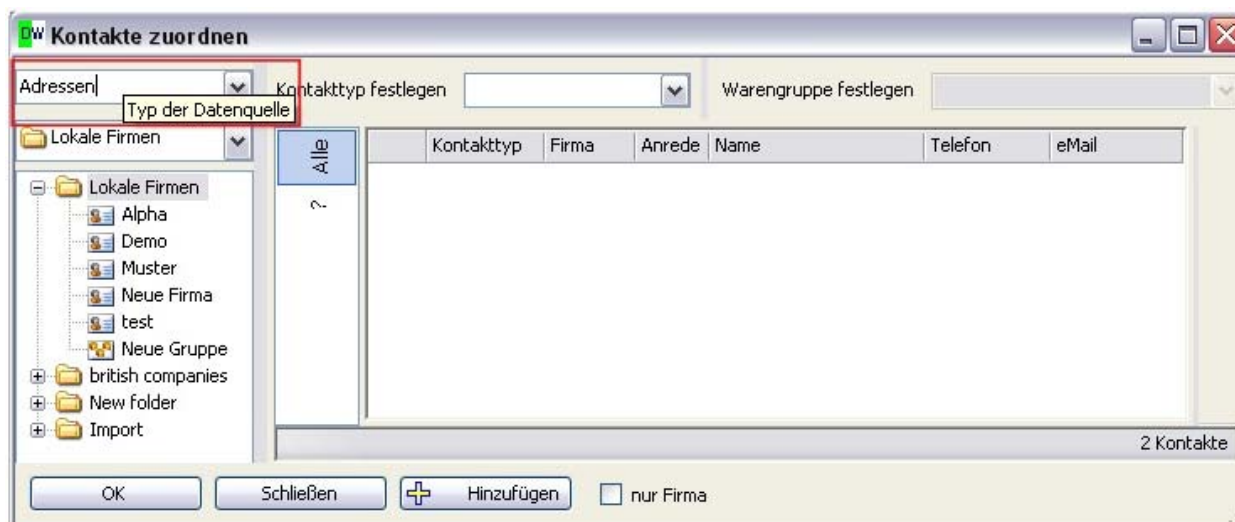 DW Kontakte zuordnen
Adressen
Kontakttyp festlegen
Warengruppe festlegen
Typ der Datenquelle
Lokale Firmen
Alle
?
Kontakttyp Firma Anrede Name Telefon eMail
Lokale Firmen
Alpha
Demo
Muster
Neue Firma
test
Neue Gruppe
british companies
New folder
Import
2 Kontakte
OK Schließen Hinzufügen nur Firma